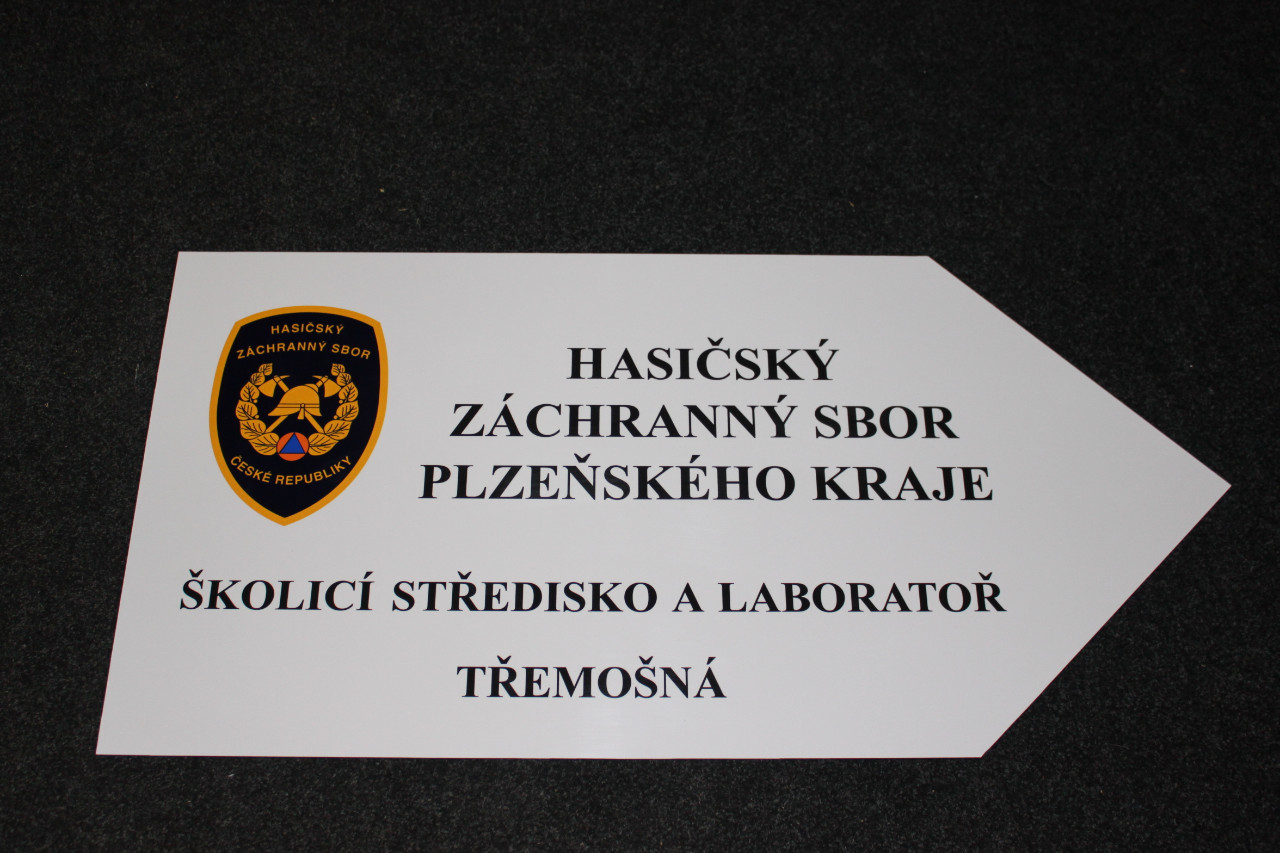 HASIČSKÝ
ZÁCHRANNÝ SBOR
ČESKÉ REPUBLIKY
HASIČSKÝ
ZÁCHRANNÝ SBOR
PLZEŇSKÉHO KRAJE
ŠKOLICÍ STŘEDISKO A LABORATOŘ
TŘEMOŠNÁ